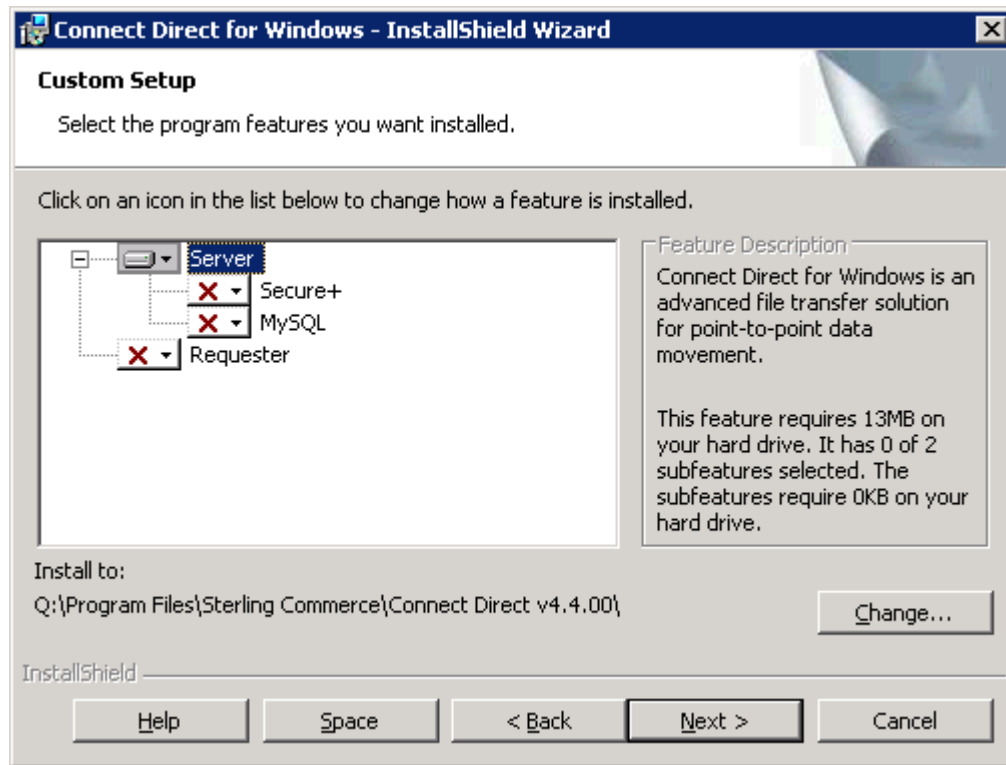 Connect Direct for Windows - InstallShield Wizard
Custom Setup
Select the program features you want installed.
Click on an icon in the list below to change how a feature is installed.
Server
Secure+
MySQL
Requester
Feature Description
Connect Direct for Windows is an
advanced file transfer solution
for point-to-point data
movement.
This feature requires 13MB on
your hard drive. It has 0 of 2
subfeatures selected. The
subfeatures require 0KB on your
hard drive.
Install to:
Q:\Program Files\Sterling Commerce\Connect Direct v4.4.00\
Change...
InstallShield
Help
Space
< Back
Next >
Cancel